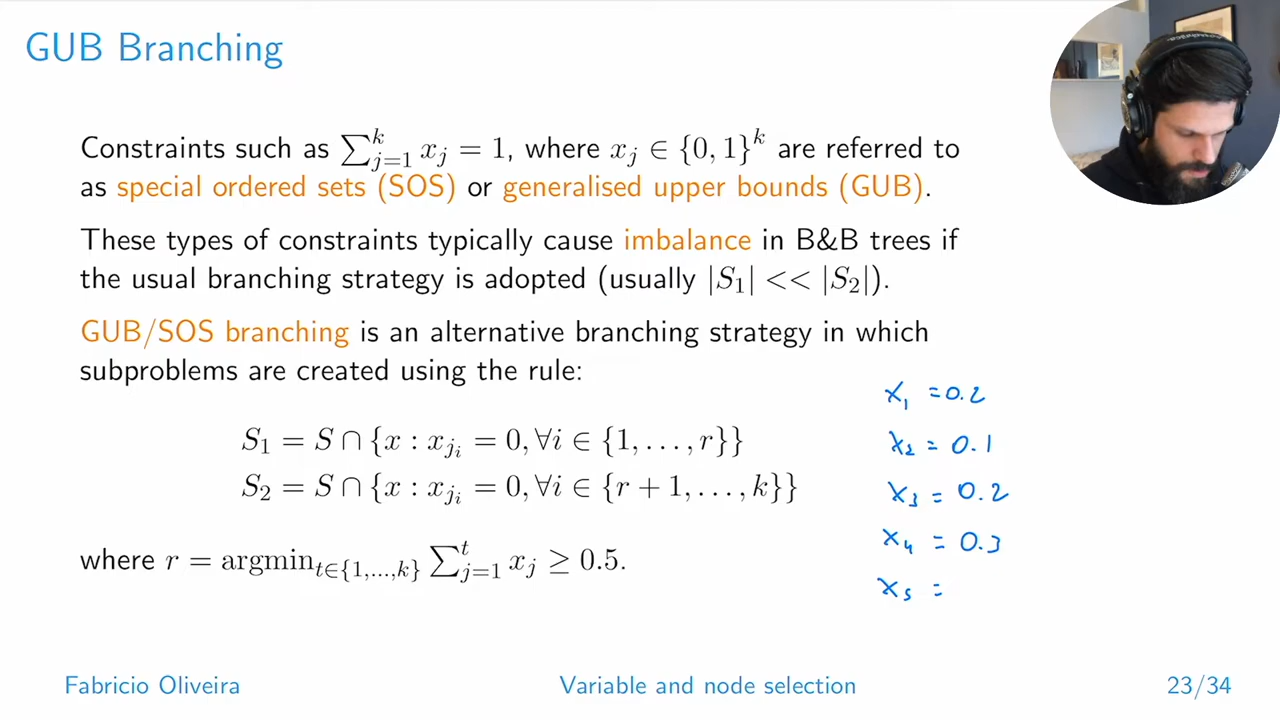 GUB Branching
Constraints such as $\sum_{j=1}^{k} x_j = 1$, where $x_j \in \{0, 1\}^k$ are referred to
as special ordered sets (SOS) or generalised upper bounds (GUB).
These types of constraints typically cause imbalance in B&B trees if
the usual branching strategy is adopted (usually $|S_1| << |S_2|$).
GUB/SOS branching is an alternative branching strategy in which
subproblems are created using the rule:
$S_1 = S \cap \{x : x_{j_i} = 0, \forall i \in \{1, \ldots, r\}\}$
$S_2 = S \cap \{x : x_{j_i} = 0, \forall i \in \{r + 1, \ldots, k\}\}$
where $r = \text{argmin}_{t \in \{1, \ldots, k\}} \sum_{j=1}^{t} x_j \geq 0.5$.
$x_1 = 0.2$
$x_2 = 0.1$
$x_3 = 0.2$
$x_4 = 0.3$
$x_5 =$
Fabricio Oliveira
Variable and node selection
23/34